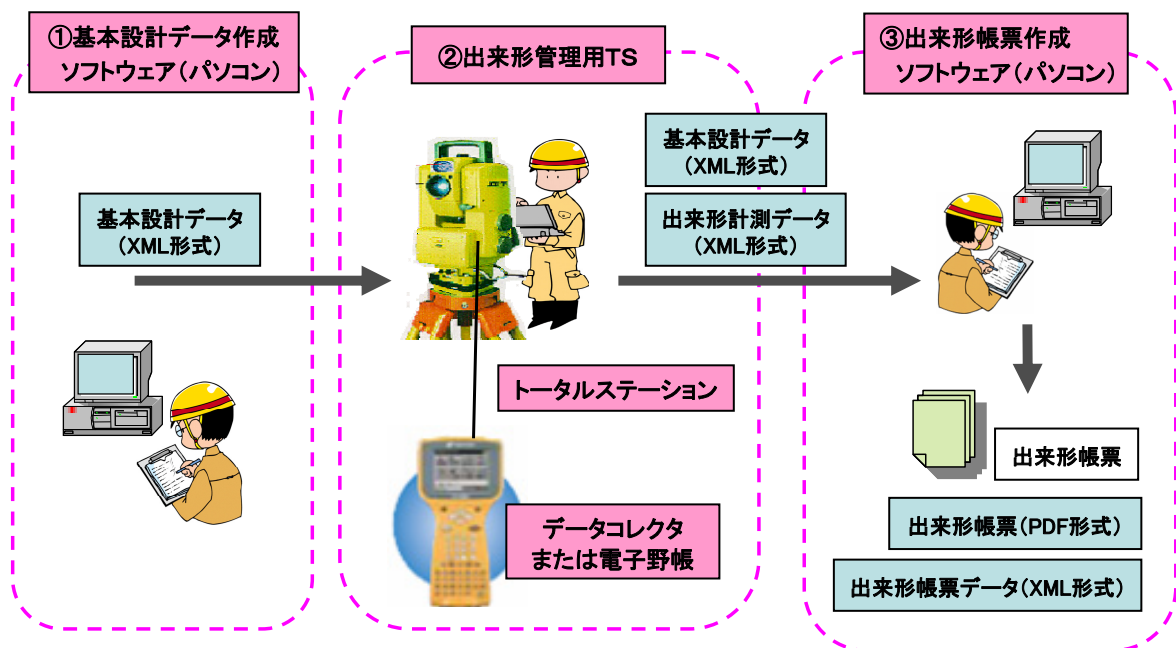 ①基本設計データ作成
ソフトウェア(パソコン)
基本設計データ
(XML形式)
②出来形管理用TS
基本設計データ
(XML形式)
出来形計測データ
(XML形式)
トータルステーション
データコレクタ
または電子野帳
③出来形帳票作成
ソフトウェア(パソコン)
出来形帳票
出来形帳票(PDF形式)
出来形帳票データ(XML形式)